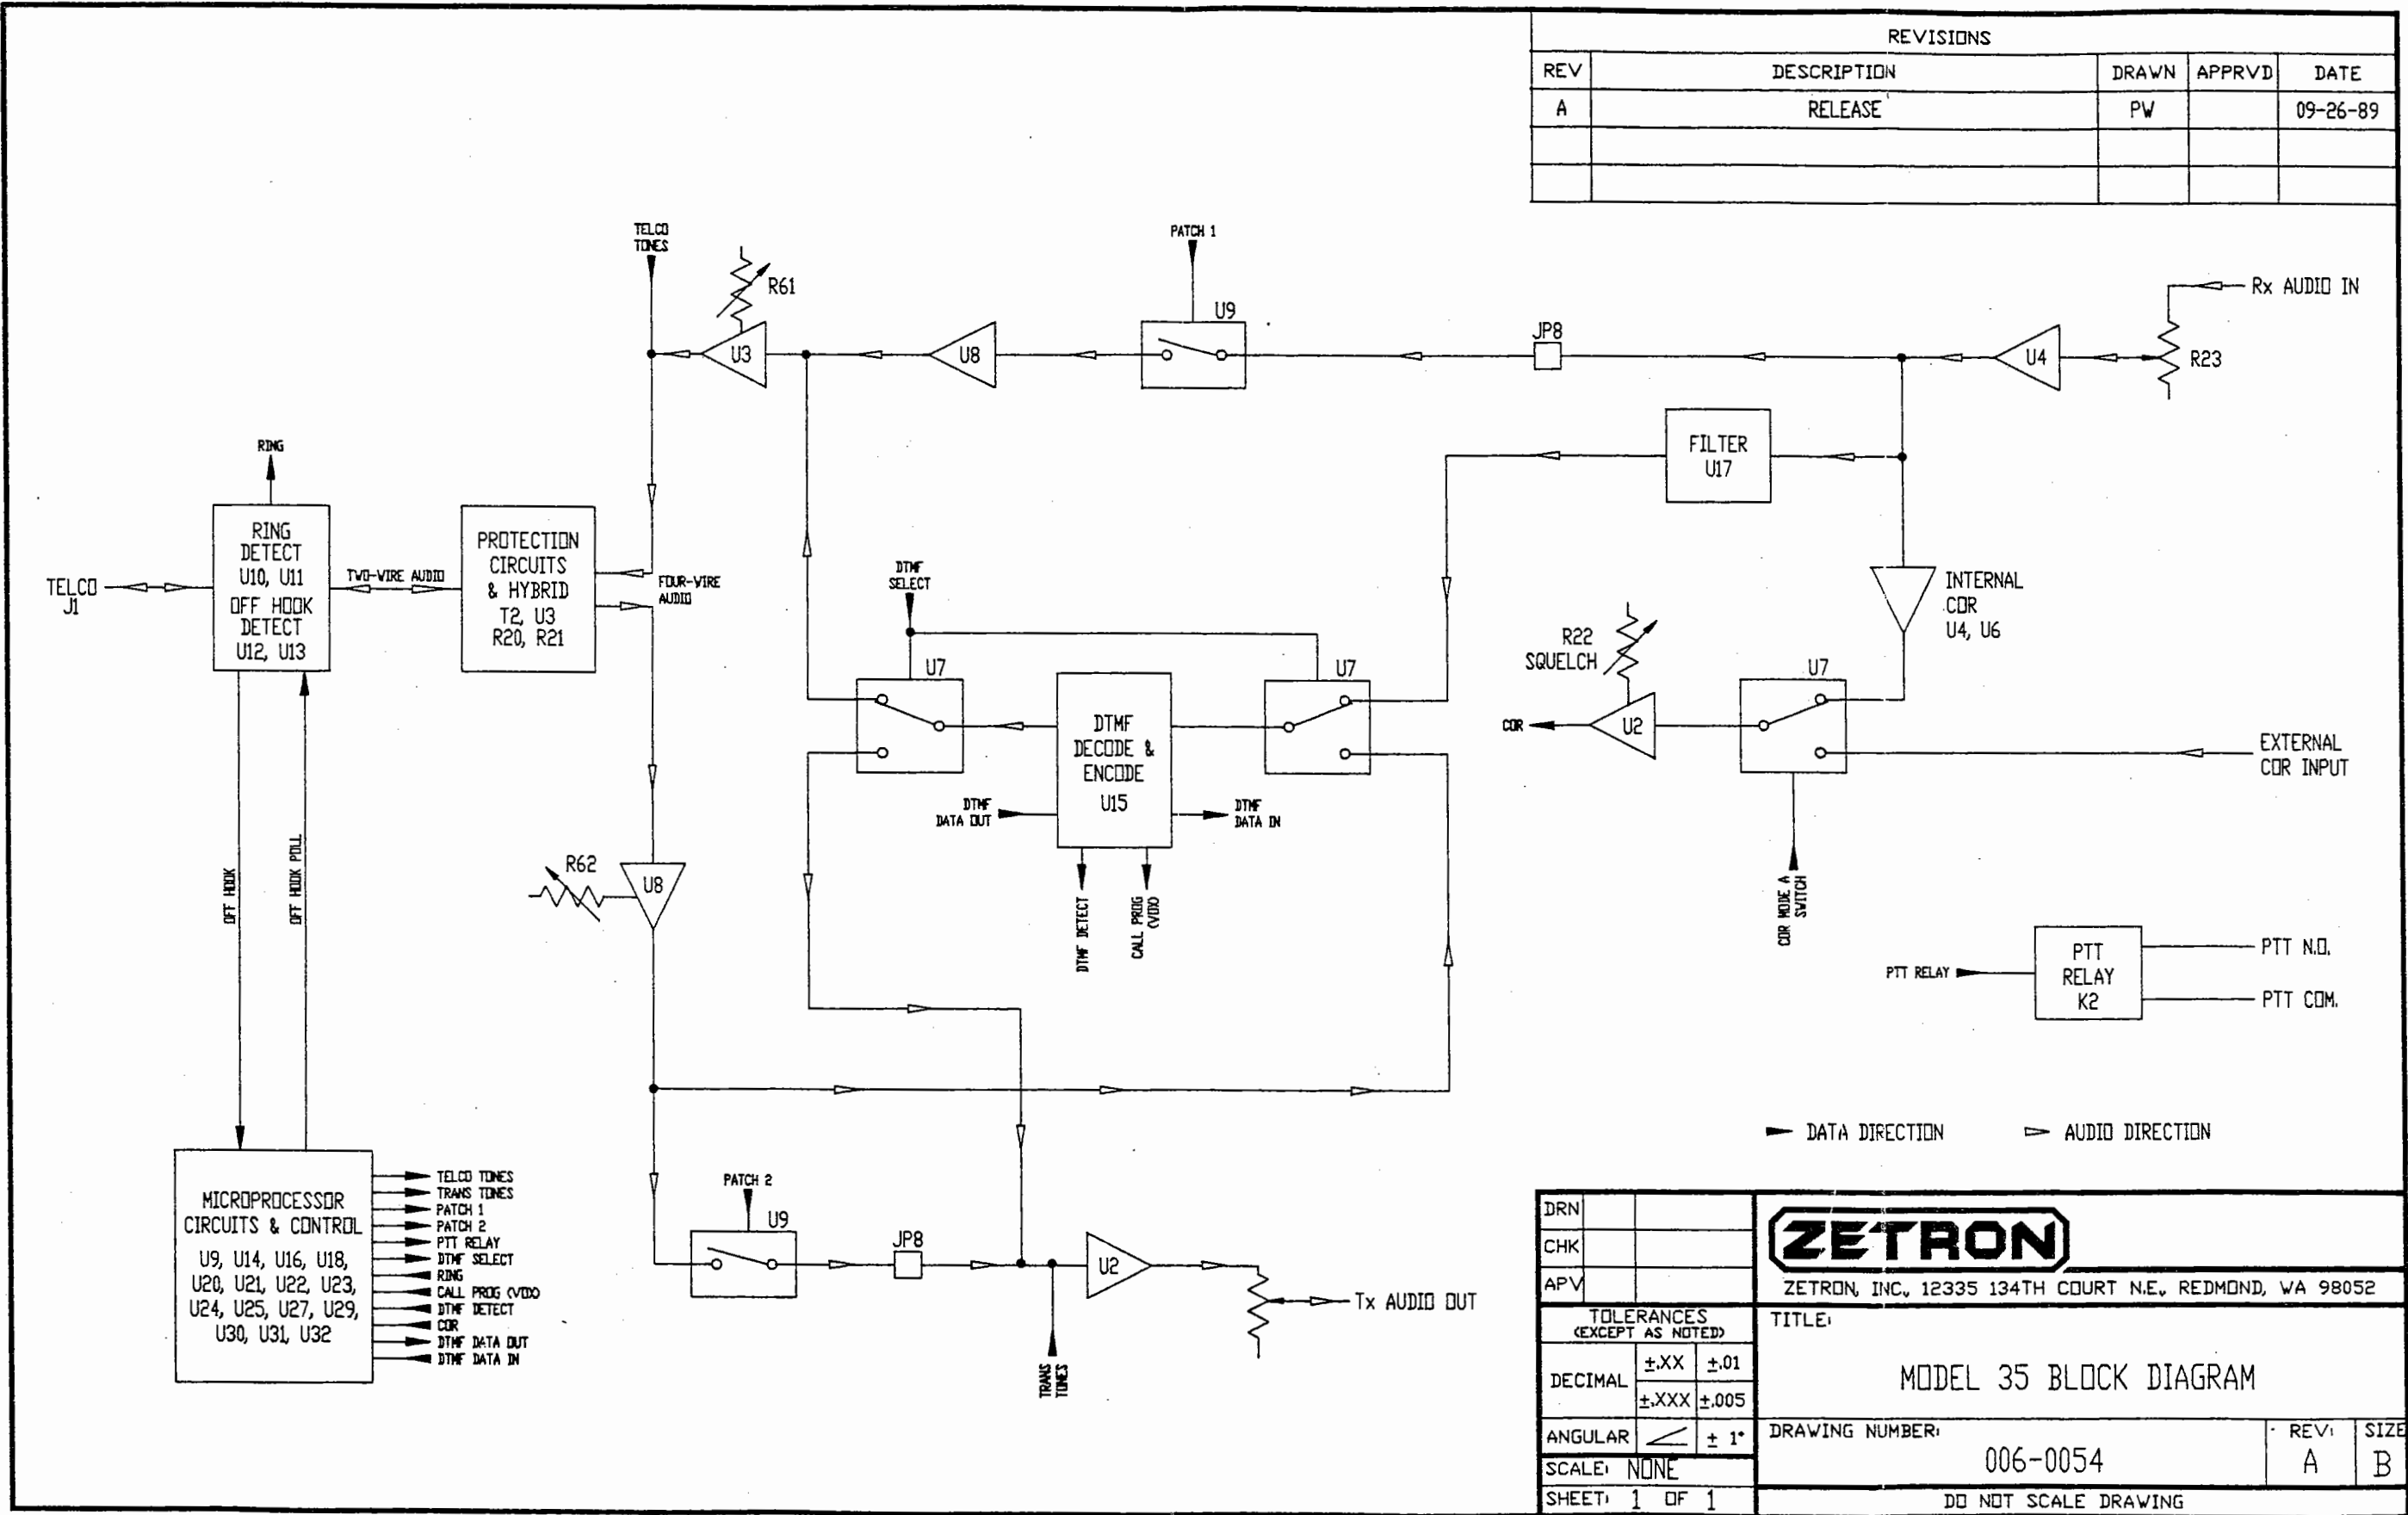 REVISIONS
REV DESCRIPTION DRAWN APPRVD DATE
A RELEASE PW 09-26-89
TELCO
TONES
R61
U3
U8
PATCH 1
U9
JP8
U4
Rx AUDIO IN
R23
FILTER
U17
RING
RING
DETECT
U10, U11
OFF HOOK
DETECT
U12, U13
TELCO
J1
TWO-WIRE AUDIO
PROTECTION
CIRCUITS
& HYBRID
T2, U3
R20, R21
FOUR-WIRE
AUDIO
DTMF
SELECT
U7
DTMF
DECODE &
ENCODE
U15
U7
DTMF
DATA OUT
DTMF
DATA IN
DTMF DETECT
CALL PROG
(VOX)
R22
SQUELCH
COR
U2
U7
INTERNAL
COR
U4, U6
EXTERNAL
COR INPUT
COR MODE A
SWITCH
PTT RELAY
PTT
RELAY
K2
PTT N.O.
PTT COM.
OFF HOOK
OFF HOOK POLL
R62
U8
DATA DIRECTION
AUDIO DIRECTION
MICROPROCESSOR
CIRCUITS & CONTROL
U9, U14, U16, U18,
U20, U21, U22, U23,
U24, U25, U27, U29,
U30, U31, U32
TELCO TONES
TRANS TONES
PATCH 1
PATCH 2
PTT RELAY
DTMF SELECT
RING
CALL PROG (VOX)
DTMF DETECT
COR
DTMF DATA OUT
DTMF DATA IN
PATCH 2
U9
JP8
U2
TRANS
TONES
Tx AUDIO OUT
DRN
CHK
APV
ZETRON
ZETRON, INC., 12335 134TH COURT N.E., REDMOND, WA 98052
TOLERANCES
(EXCEPT AS NOTED)
DECIMAL
±.XX ±.01
±.XXX ±.005
ANGULAR ± 1°
SCALE: NONE
SHEET: 1 OF 1
TITLE:
MODEL 35 BLOCK DIAGRAM
DRAWING NUMBER:
006-0054
REV:
A
SIZE
B
DO NOT SCALE DRAWING